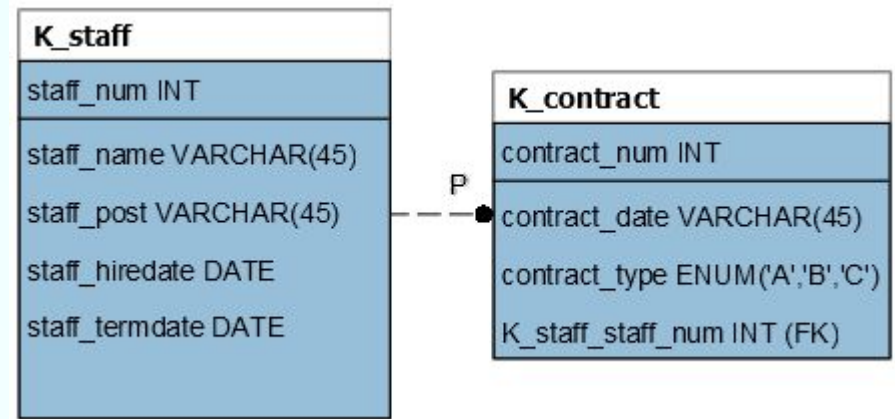 K_staff
staff_num INT
staff_name VARCHAR(45)
staff_post VARCHAR(45)
staff_hiredate DATE
staff_termdate DATE
P
K_contract
contract_num INT
contract_date VARCHAR(45)
contract_type ENUM('A','B','C')
K_staff_staff_num INT (FK)